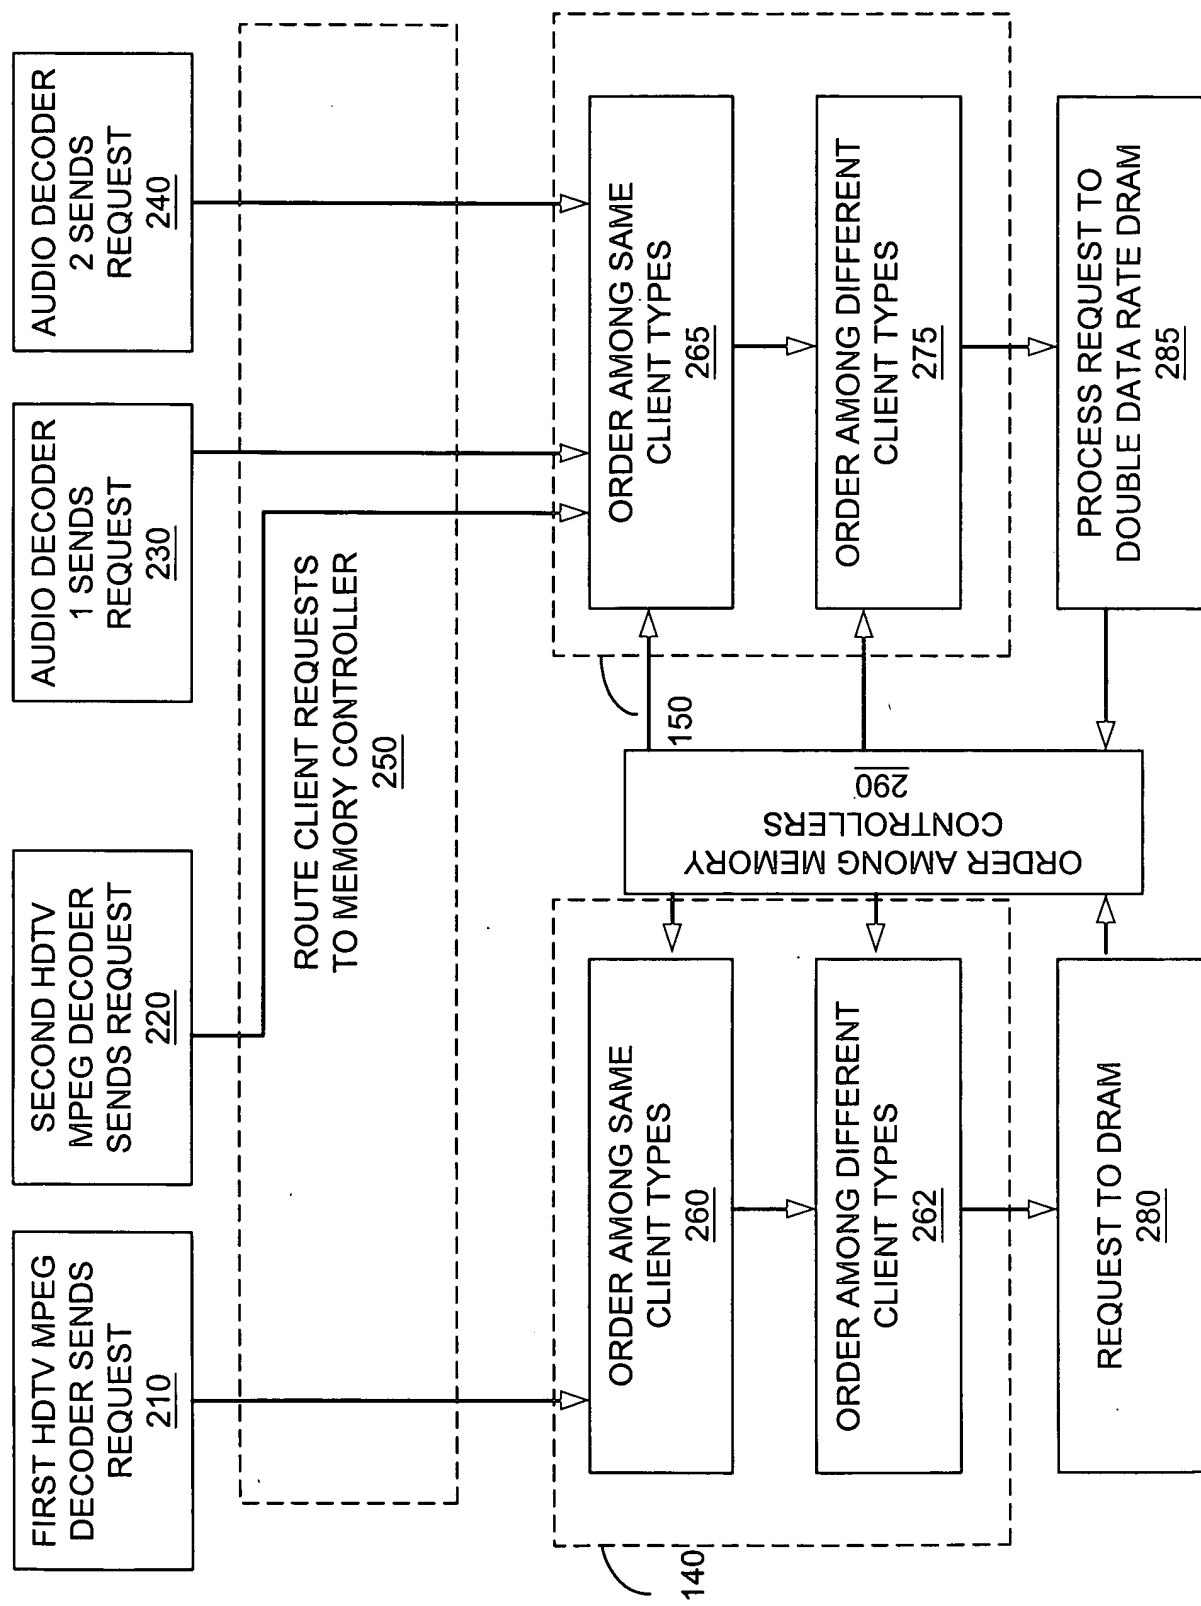 FIRST HDTV MPEG
DECODER SENDS
REQUEST
210
SECOND HDTV
MPEG DECODER
SENDS REQUEST
220
AUDIO DECODER
1 SENDS
REQUEST
230
AUDIO DECODER
2 SENDS
REQUEST
240
ROUTE CLIENT REQUESTS
TO MEMORY CONTROLLER
250
140
ORDER AMONG SAME
CLIENT TYPES
260
ORDER AMONG DIFFERENT
CLIENT TYPES
262
REQUEST TO DRAM
280
ORDER AMONG MEMORY
CONTROLLERS
290
150
ORDER AMONG SAME
CLIENT TYPES
265
ORDER AMONG DIFFERENT
CLIENT TYPES
275
PROCESS REQUEST TO
DOUBLE DATA RATE DRAM
285